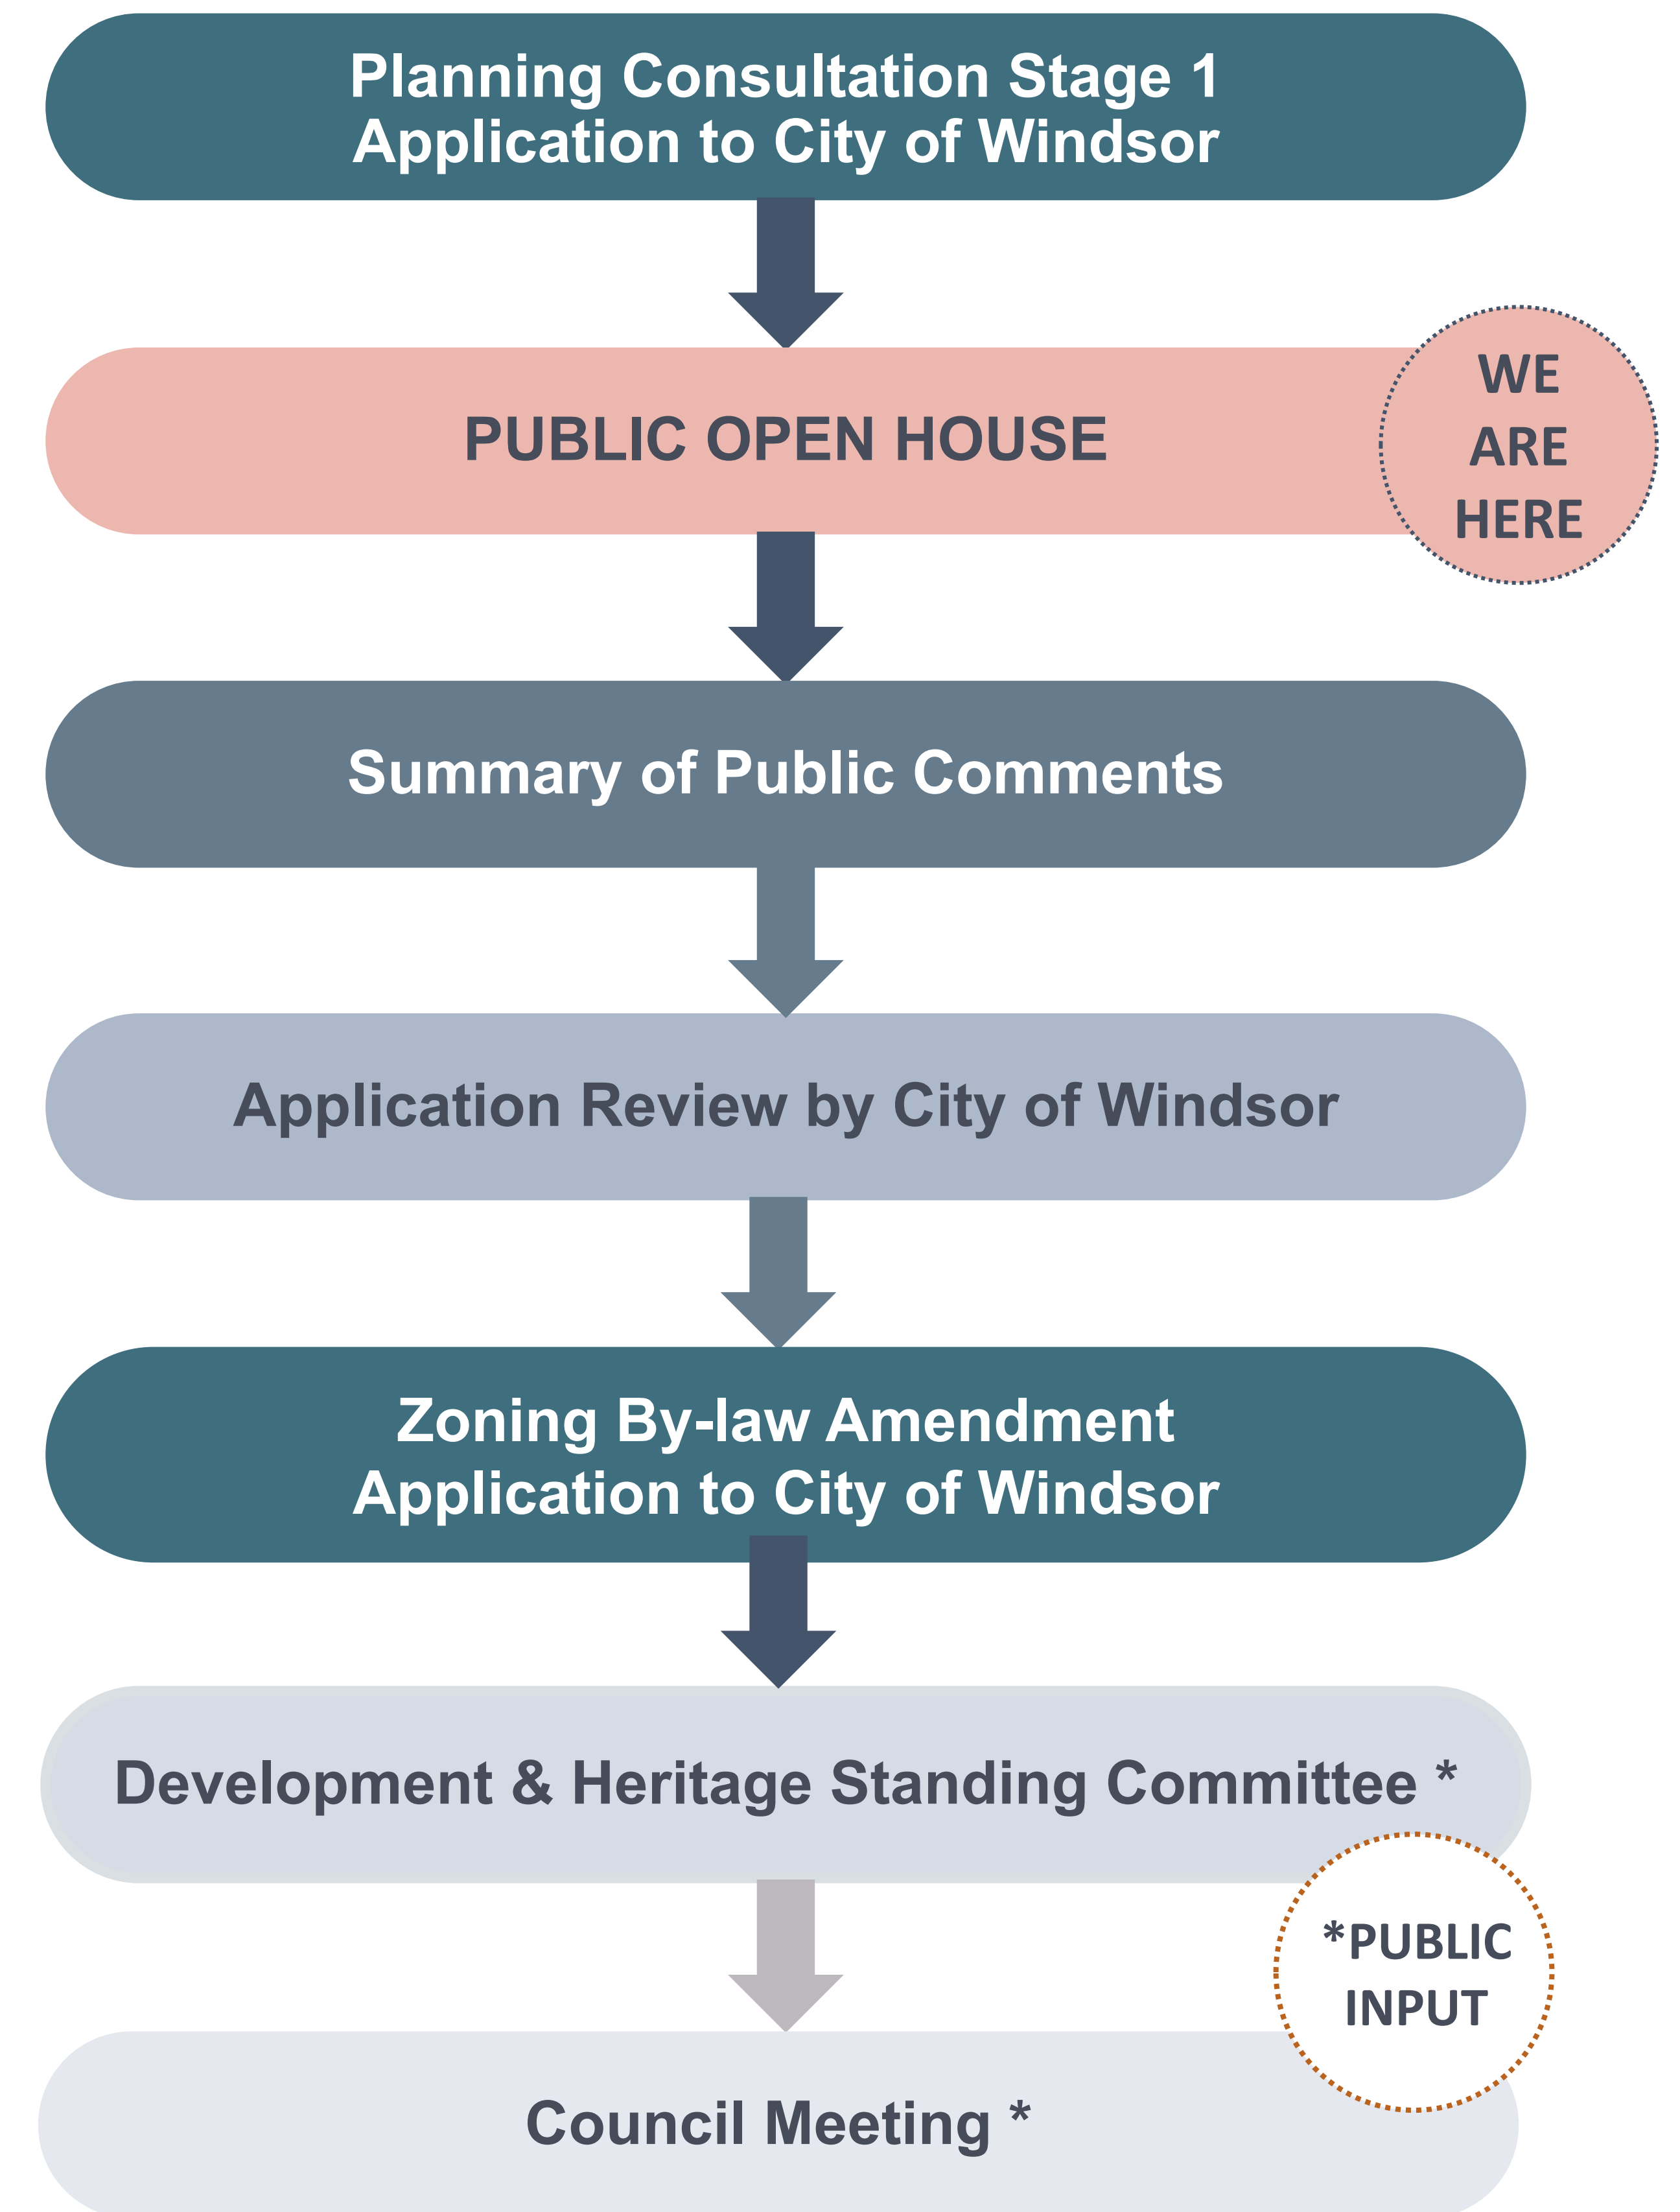 Planning Consultation Stage 1
Application to City of Windsor
PUBLIC OPEN HOUSE
WE
ARE
HERE
Summary of Public Comments
Application Review by City of Windsor
Zoning By-law Amendment
Application to City of Windsor
Development & Heritage Standing Committee *
*PUBLIC
INPUT
Council Meeting *